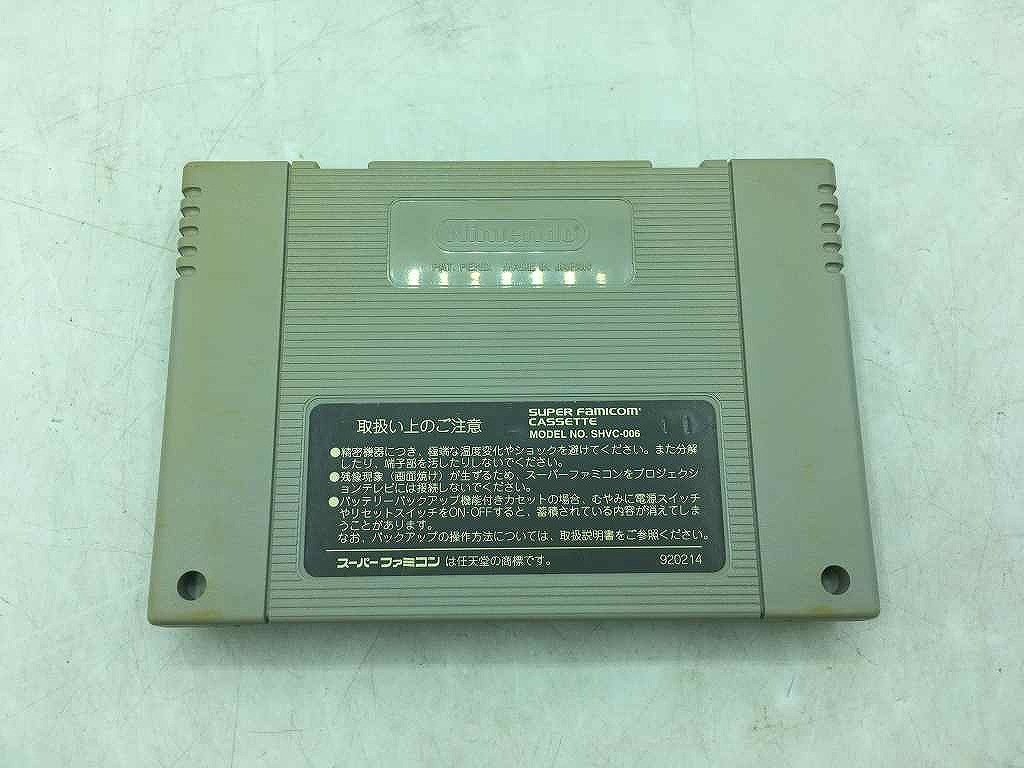 Nintendo
PAT. PEND. MADE IN JAPAN
取扱い上のご注意
SUPER FAMICOM
CASSETTE
MODEL NO. SHVC-006
11
●精密機器につき、極端な温度変化やショックを避けてください。また分解
したり、端子部を汚したりしないでください。
●残像現象（画面焼け）が生ずるため、スーパーファミコンをプロジェクシ
ョンテレビには接続しないでください。
●バッテリーバックアップ機能付きカセットの場合、むやみに電源スイッチ
やリセットスイッチをON-OFFすると、蓄積されている内容が消えてしま
うことがあります。
なお、バックアップの操作方法については、取扱説明書をご参照ください。
スーパーファミコンは任天堂の商標です。
920214